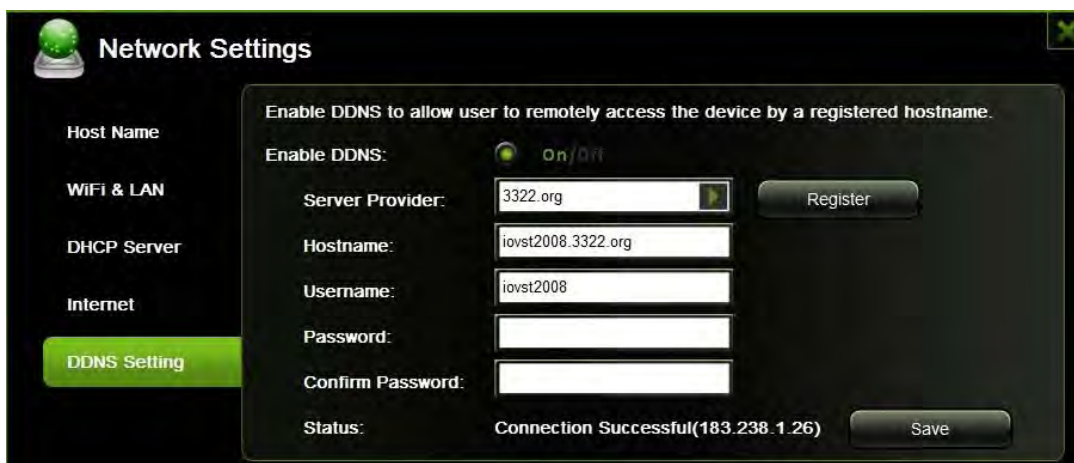 Network Settings
Host Name
WiFi & LAN
DHCP Server
Internet
DDNS Setting
Enable DDNS to allow user to remotely access the device by a registered hostname.
Enable DDNS: On/Off
Server Provider: 3322.org Register
Hostname: iovst2008.3322.org
Username: iovst2008
Password:
Confirm Password:
Status: Connection Successful(183.238.1.26) Save